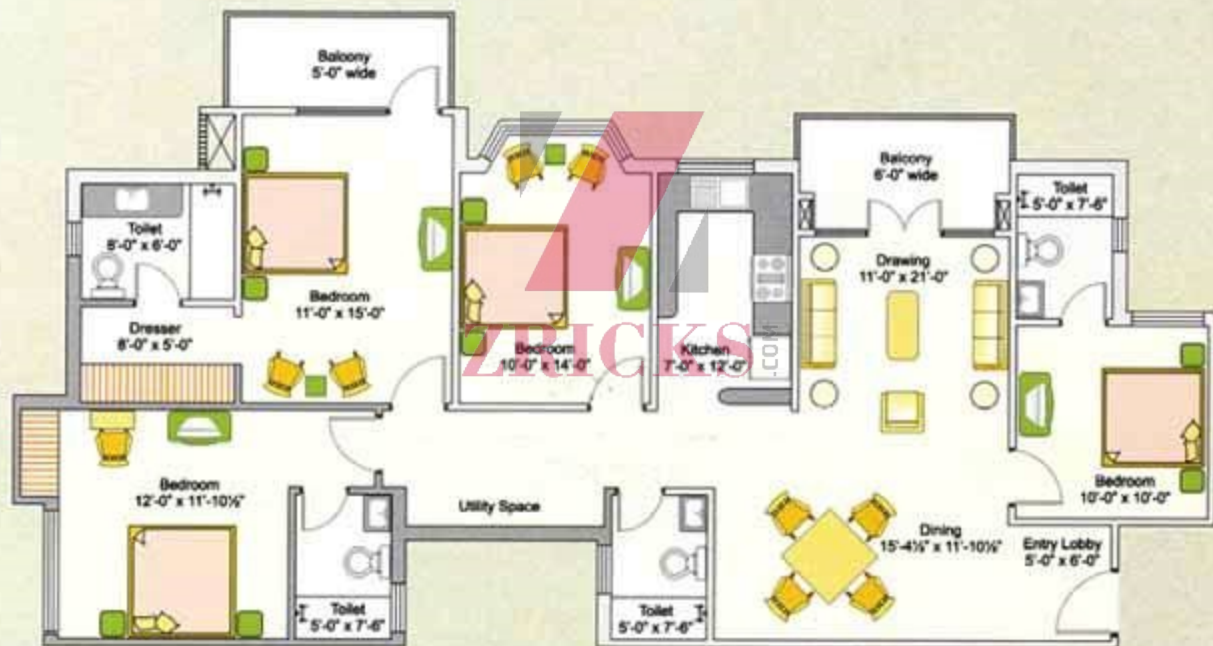 Balcony
5'-0" wide
Balcony
6'-0" wide
Toilet
5'-0" x 7'-6"
Toilet
8'-0" x 6'-0"
Drawing
11'-0" x 21'-0"
Bedroom
11'-0" x 15'-0"
Dresser
8'-0" x 5'-0"
Bedroom
10'-0" x 14'-0"
Kitchen
7'-0" x 12'-0"
ZRICKS
.COM
Bedroom
12'-0" x 11'-10½"
Bedroom
10'-0" x 10'-0"
Utility Space
Dining
15'-4½" x 11'-10½"
Entry Lobby
5'-0" x 6'-0"
Toilet
5'-0" x 7'-6"
Toilet
5'-0" x 7'-6"